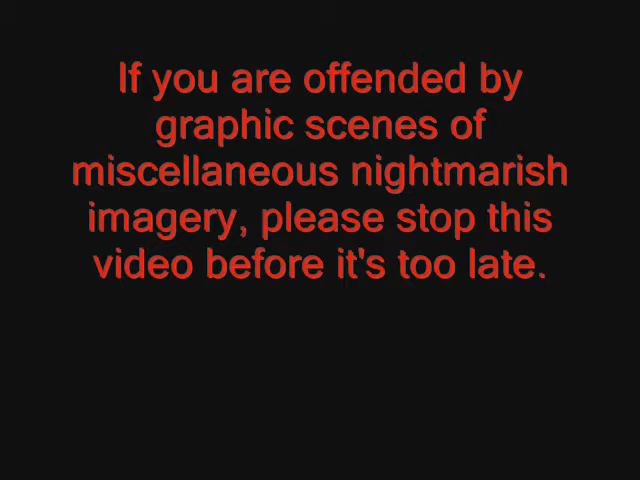 If you are offended by
graphic scenes of
miscellaneous nightmarish
imagery, please stop this
video before it's too late.